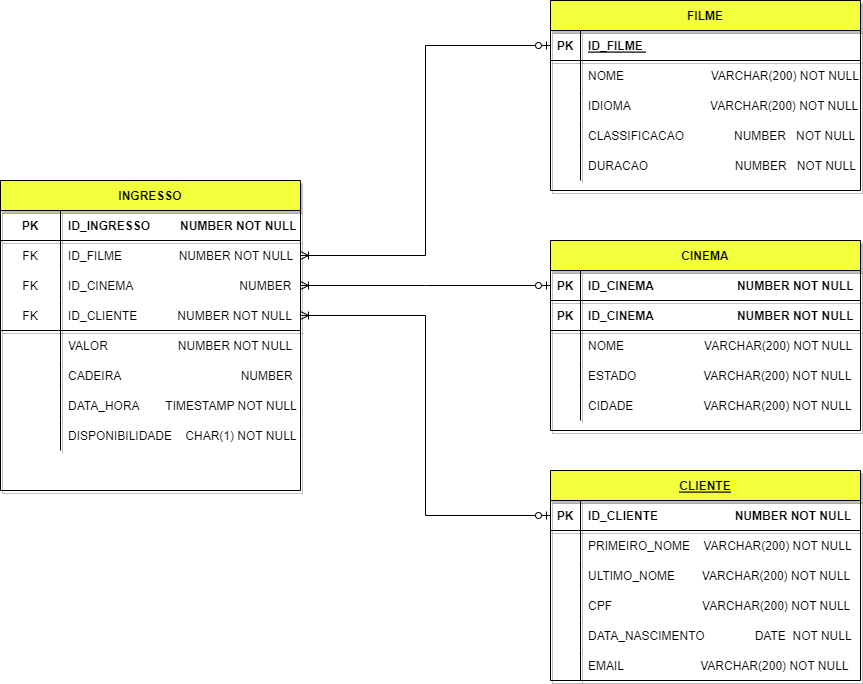 FILME
PK ID_FILME
NOME VARCHAR(200) NOT NULL
IDIOMA VARCHAR(200) NOT NULL
CLASSIFICACAO NUMBER NOT NULL
DURACAO NUMBER NOT NULL
INGRESSO
PK ID_INGRESSO NUMBER NOT NULL
FK ID_FILME NUMBER NOT NULL
FK ID_CINEMA NUMBER
FK ID_CLIENTE NUMBER NOT NULL
VALOR NUMBER NOT NULL
CADEIRA NUMBER
DATA_HORA TIMESTAMP NOT NULL
DISPONIBILIDADE CHAR(1) NOT NULL
CINEMA
PK ID_CINEMA NUMBER NOT NULL
PK ID_CINEMA NUMBER NOT NULL
NOME VARCHAR(200) NOT NULL
ESTADO VARCHAR(200) NOT NULL
CIDADE VARCHAR(200) NOT NULL
CLIENTE
PK ID_CLIENTE NUMBER NOT NULL
PRIMEIRO_NOME VARCHAR(200) NOT NULL
ULTIMO_NOME VARCHAR(200) NOT NULL
CPF VARCHAR(200) NOT NULL
DATA_NASCIMENTO DATE NOT NULL
EMAIL VARCHAR(200) NOT NULL